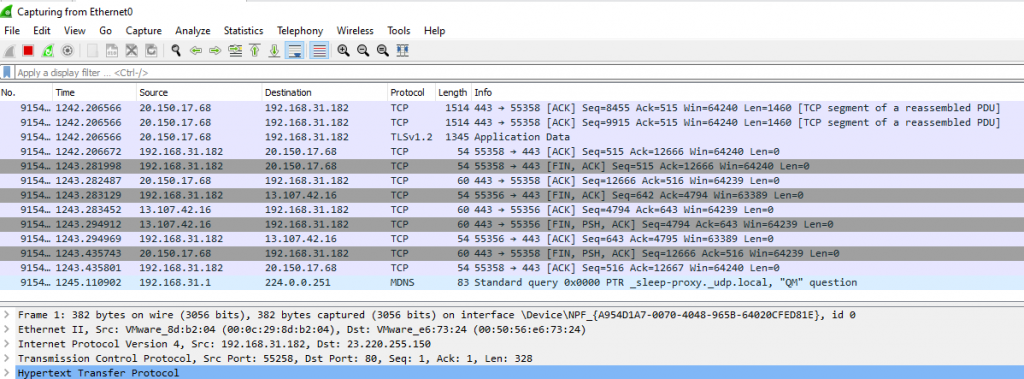 Capturing from Ethernet0
File Edit View Go Capture Analyze Statistics Telephony Wireless Tools Help
Apply a display filter ... <Ctrl-/>
No. Time Source Destination Protocol Length Info
9154… 1242.206566 20.150.17.68 192.168.31.182 TCP 1514 443 → 55358 [ACK] Seq=8455 Ack=515 Win=64240 Len=1460 [TCP segment of a reassembled PDU]
9154… 1242.206566 20.150.17.68 192.168.31.182 TCP 1514 443 → 55358 [ACK] Seq=9915 Ack=515 Win=64240 Len=1460 [TCP segment of a reassembled PDU]
9154… 1242.206566 20.150.17.68 192.168.31.182 TLSv1.2 1345 Application Data
9154… 1242.206672 192.168.31.182 20.150.17.68 TCP 54 55358 → 443 [ACK] Seq=515 Ack=12666 Win=64240 Len=0
9154… 1243.281998 192.168.31.182 20.150.17.68 TCP 54 55358 → 443 [FIN, ACK] Seq=515 Ack=12666 Win=64240 Len=0
9154… 1243.282487 20.150.17.68 192.168.31.182 TCP 60 443 → 55358 [ACK] Seq=12666 Ack=516 Win=64239 Len=0
9154… 1243.283129 192.168.31.182 13.107.42.16 TCP 54 55356 → 443 [FIN, ACK] Seq=642 Ack=4794 Win=63389 Len=0
9154… 1243.283452 13.107.42.16 192.168.31.182 TCP 60 443 → 55356 [ACK] Seq=4794 Ack=643 Win=64239 Len=0
9154… 1243.294912 13.107.42.16 192.168.31.182 TCP 60 443 → 55356 [FIN, PSH, ACK] Seq=4794 Ack=643 Win=64239 Len=0
9154… 1243.294969 192.168.31.182 13.107.42.16 TCP 54 55356 → 443 [ACK] Seq=643 Ack=4795 Win=63389 Len=0
9154… 1243.435743 20.150.17.68 192.168.31.182 TCP 60 443 → 55358 [FIN, PSH, ACK] Seq=12666 Ack=516 Win=64239 Len=0
9154… 1243.435801 192.168.31.182 20.150.17.68 TCP 54 55358 → 443 [ACK] Seq=516 Ack=12667 Win=64240 Len=0
9154… 1245.110902 192.168.31.1 224.0.0.251 MDNS 83 Standard query 0x0000 PTR _sleep-proxy._udp.local, "QM" question
Frame 1: 382 bytes on wire (3056 bits), 382 bytes captured (3056 bits) on interface \Device\NPF_{A954D1A7-0070-4048-965B-64020CFED81E}, id 0
Ethernet II, Src: VMware_8d:b2:04 (00:0c:29:8d:b2:04), Dst: VMware_e6:73:24 (00:50:56:e6:73:24)
Internet Protocol Version 4, Src: 192.168.31.182, Dst: 23.220.255.150
Transmission Control Protocol, Src Port: 55258, Dst Port: 80, Seq: 1, Ack: 1, Len: 328
Hypertext Transfer Protocol